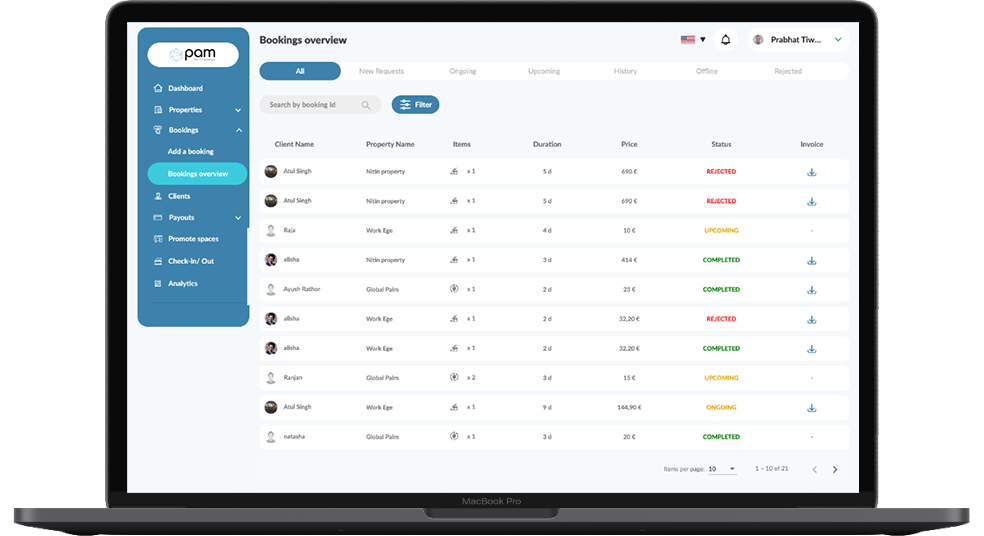 pam
Bookings overview
Prabhat Tiw...
All
New Requests
Ongoing
Upcoming
History
Offline
Rejected
Search by booking Id
Filter
Dashboard
Properties
Bookings
Add a booking
Bookings overview
Clients
Payouts
Promote spaces
Check-in/ Out
Analytics
Client Name Property Name Items Duration Price Status Invoice
Atul Singh Nitin property x 1 5 d 690 € REJECTED
Atul Singh Nitin property x 1 5 d 690 € REJECTED
Raja Work Ege x 1 4 d 10 € UPCOMING -
alisha Nitin property x 1 3 d 414 € COMPLETED
Ayush Rathor Global Palm x 1 2 d 23 € COMPLETED
alisha Work Ege x 1 2 d 32,20 € REJECTED
alisha Work Ege x 1 2 d 32,20 € COMPLETED
Ranjan Global Palm x 2 3 d 15 € UPCOMING -
Atul Singh Work Ege x 1 9 d 144,90 € ONGOING
natasha Global Palm x 1 3 d 20 € COMPLETED -
Items per page: 10 1 – 10 of 21
MacBook Pro